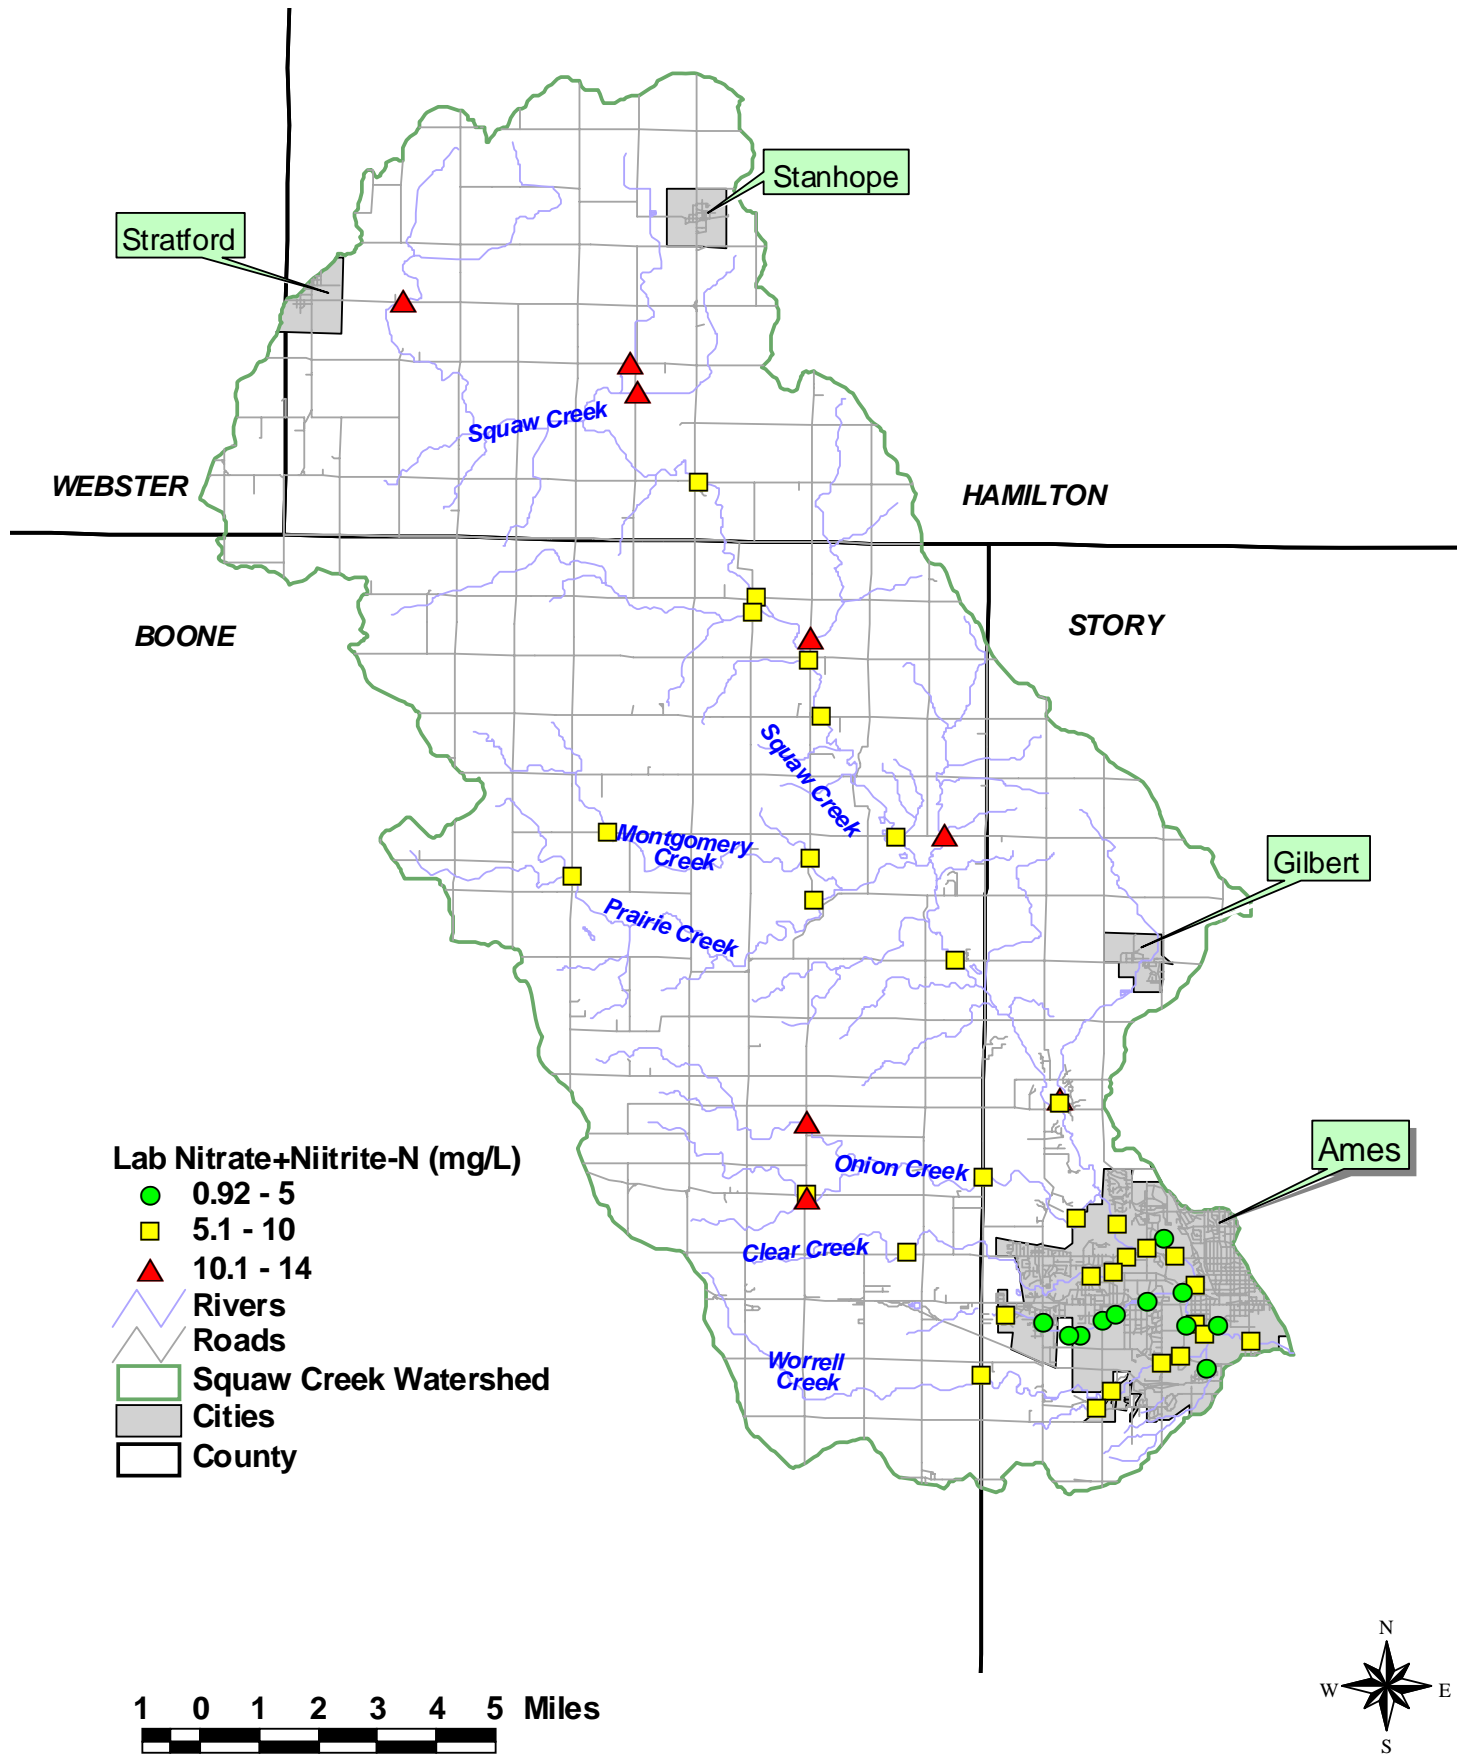 Stanhope
Stratford
Squaw Creek
WEBSTER
HAMILTON
BOONE
STORY
Squaw Creek
Montgomery
Creek
Gilbert
Prairie Creek
Ames
Onion Creek
Clear Creek
Worrell
Creek
Lab Nitrate+Niitrite-N (mg/L)
0.92 - 5
5.1 - 10
10.1 - 14
Rivers
Roads
Squaw Creek Watershed
Cities
County
1 0 1 2 3 4 5 Miles
N
W E
S